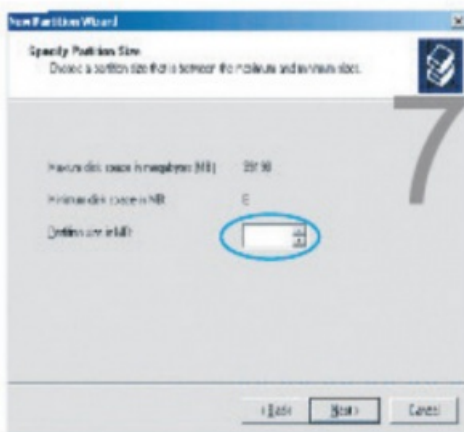 New Partition Wizard
Specify Partition Size
Choose a partition size that is between the maximum and minimum sizes.
7
Maximum disk space in megabytes (MB):
Minimum disk space in MB:
Partition size in MB:
< Back Next > Cancel